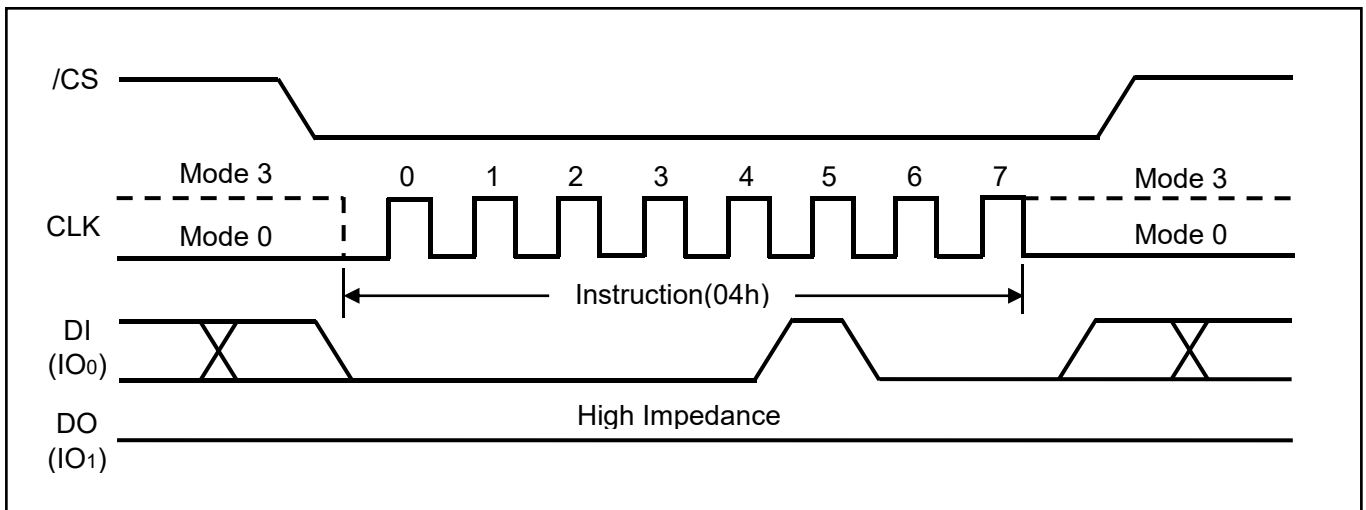 /CS
Mode 3
0 1 2 3 4 5 6 7
Mode 3
CLK
Mode 0
Mode 0
Instruction(04h)
DI
(IO0)
High Impedance
DO
(IO1)